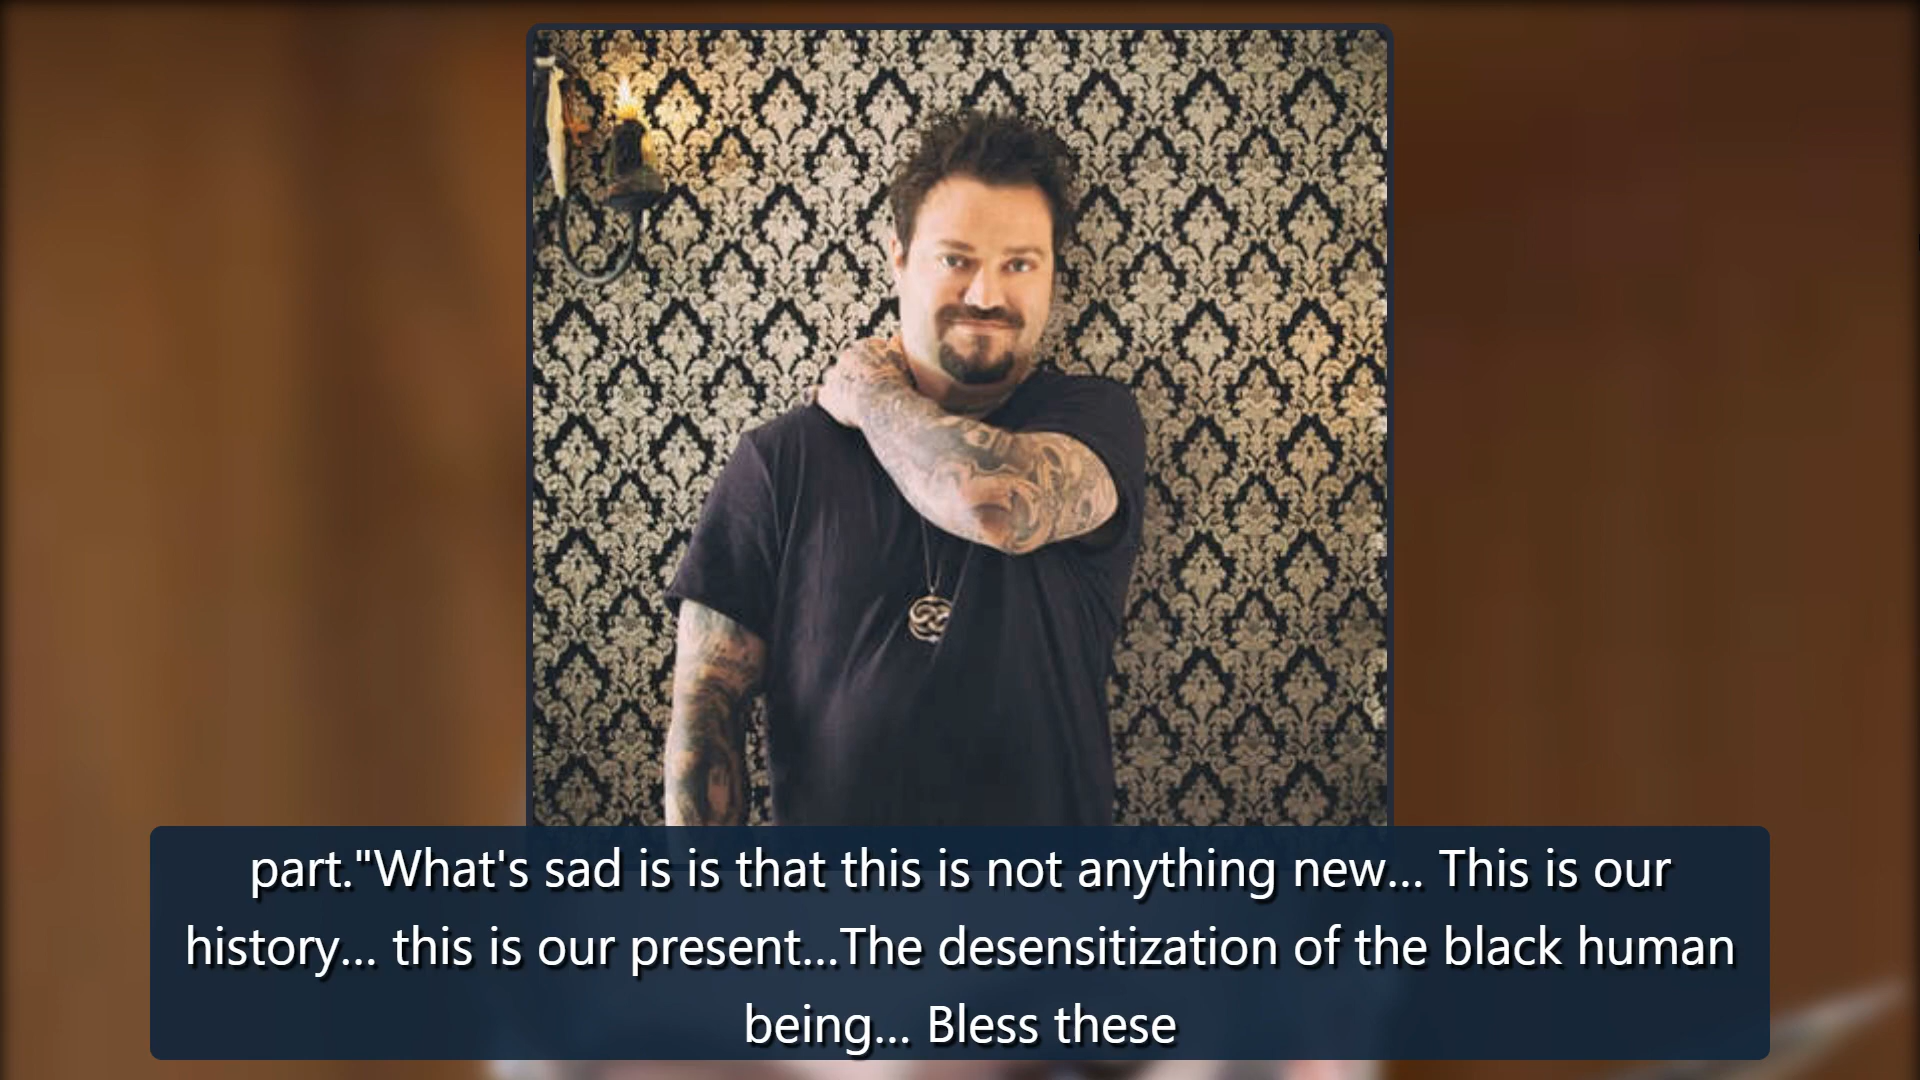 part."What's sad is is that this is not anything new... This is our
history... this is our present...The desensitization of the black human
being... Bless these